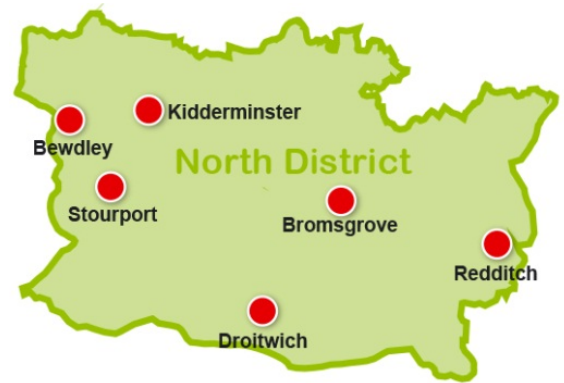 Kidderminster
Bewdley
North District
Stourport
Bromsgrove
Redditch
Droitwich